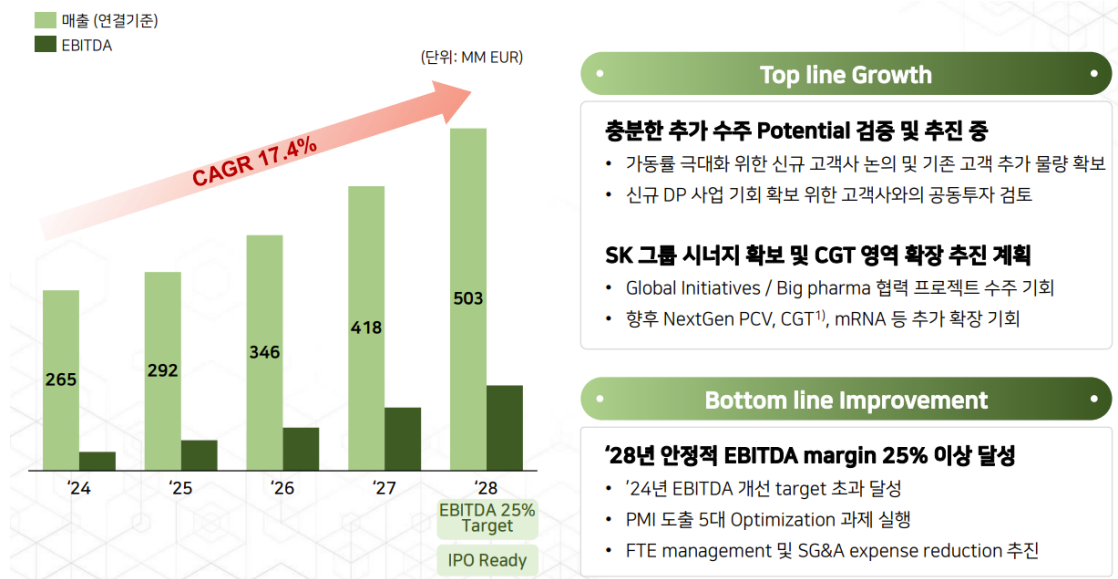 매출 (연결기준)
EBITDA
(단위: MM EUR)
CAGR 17.4%
265
292
346
418
503
‘24
‘25
‘26
‘27
‘28
EBITDA 25%
Target
IPO Ready
Top line Growth
충분한 추가 수주 Potential 검증 및 추진 중
• 가동률 극대화 위한 신규 고객사 논의 및 기존 고객 추가 물량 확보
• 신규 DP 사업 기회 확보 위한 고객사와의 공동투자 검토
SK 그룹 시너지 확보 및 CGT 영역 확장 추진 계획
• Global Initiatives / Big pharma 협력 프로젝트 수주 기회
• 향후 NextGen PCV, CGT1), mRNA 등 추가 확장 기회
Bottom line Improvement
‘28년 안정적 EBITDA margin 25% 이상 달성
• ’24년 EBITDA 개선 target 초과 달성
• PMI 도출 5대 Optimization 과제 실행
• FTE management 및 SG&A expense reduction 추진